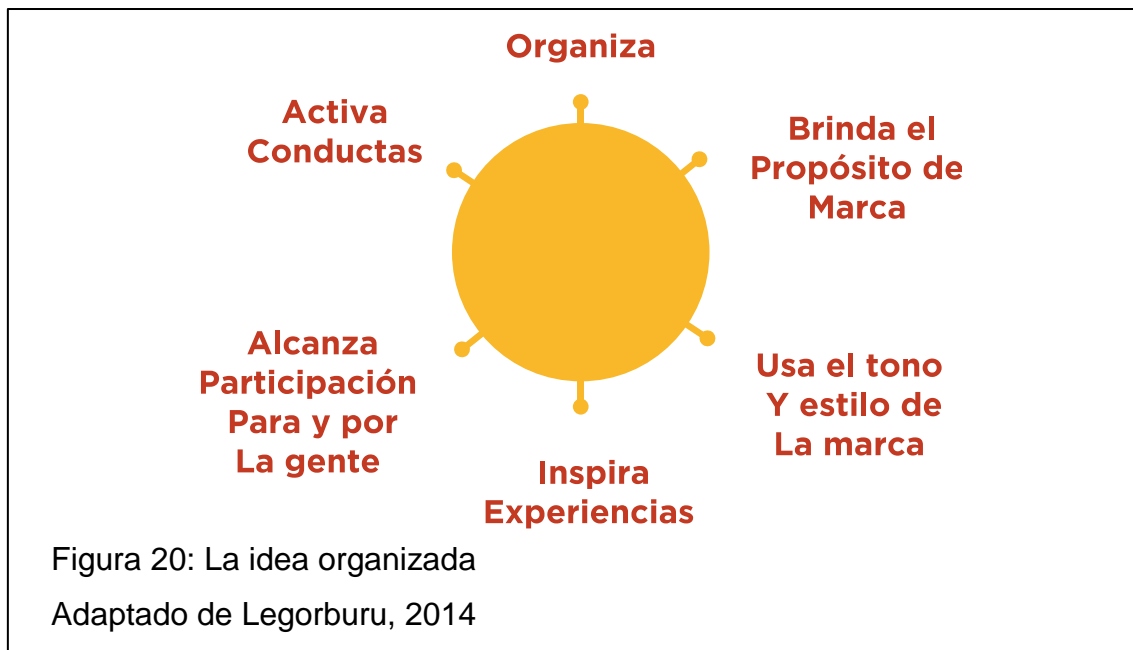 Organiza
Brinda el
Propósito de
Marca
Usa el tono
Y estilo de
La marca
Inspira
Experiencias
Alcanza
Participación
Para y por
La gente
Activa
Conductas
Figura 20: La idea organizada
Adaptado de Legorburu, 2014